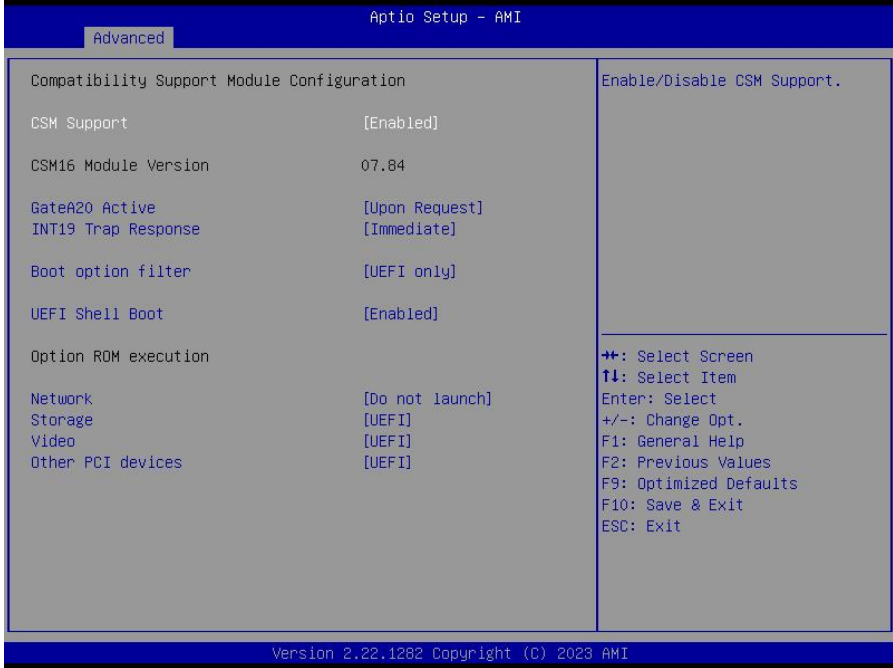 Aptio Setup – AMI
Advanced
Compatibility Support Module Configuration
CSM Support [Enabled]
CSM16 Module Version 07.84
GateA20 Active [Upon Request]
INT19 Trap Response [Immediate]
Boot option filter [UEFI only]
UEFI Shell Boot [Enabled]
Option ROM execution
Network [Do not launch]
Storage [UEFI]
Video [UEFI]
Other PCI devices [UEFI]
Enable/Disable CSM Support.
→←: Select Screen
↑↓: Select Item
Enter: Select
+/-: Change Opt.
F1: General Help
F2: Previous Values
F9: Optimized Defaults
F10: Save & Exit
ESC: Exit
Version 2.22.1282 Copyright (C) 2023 AMI